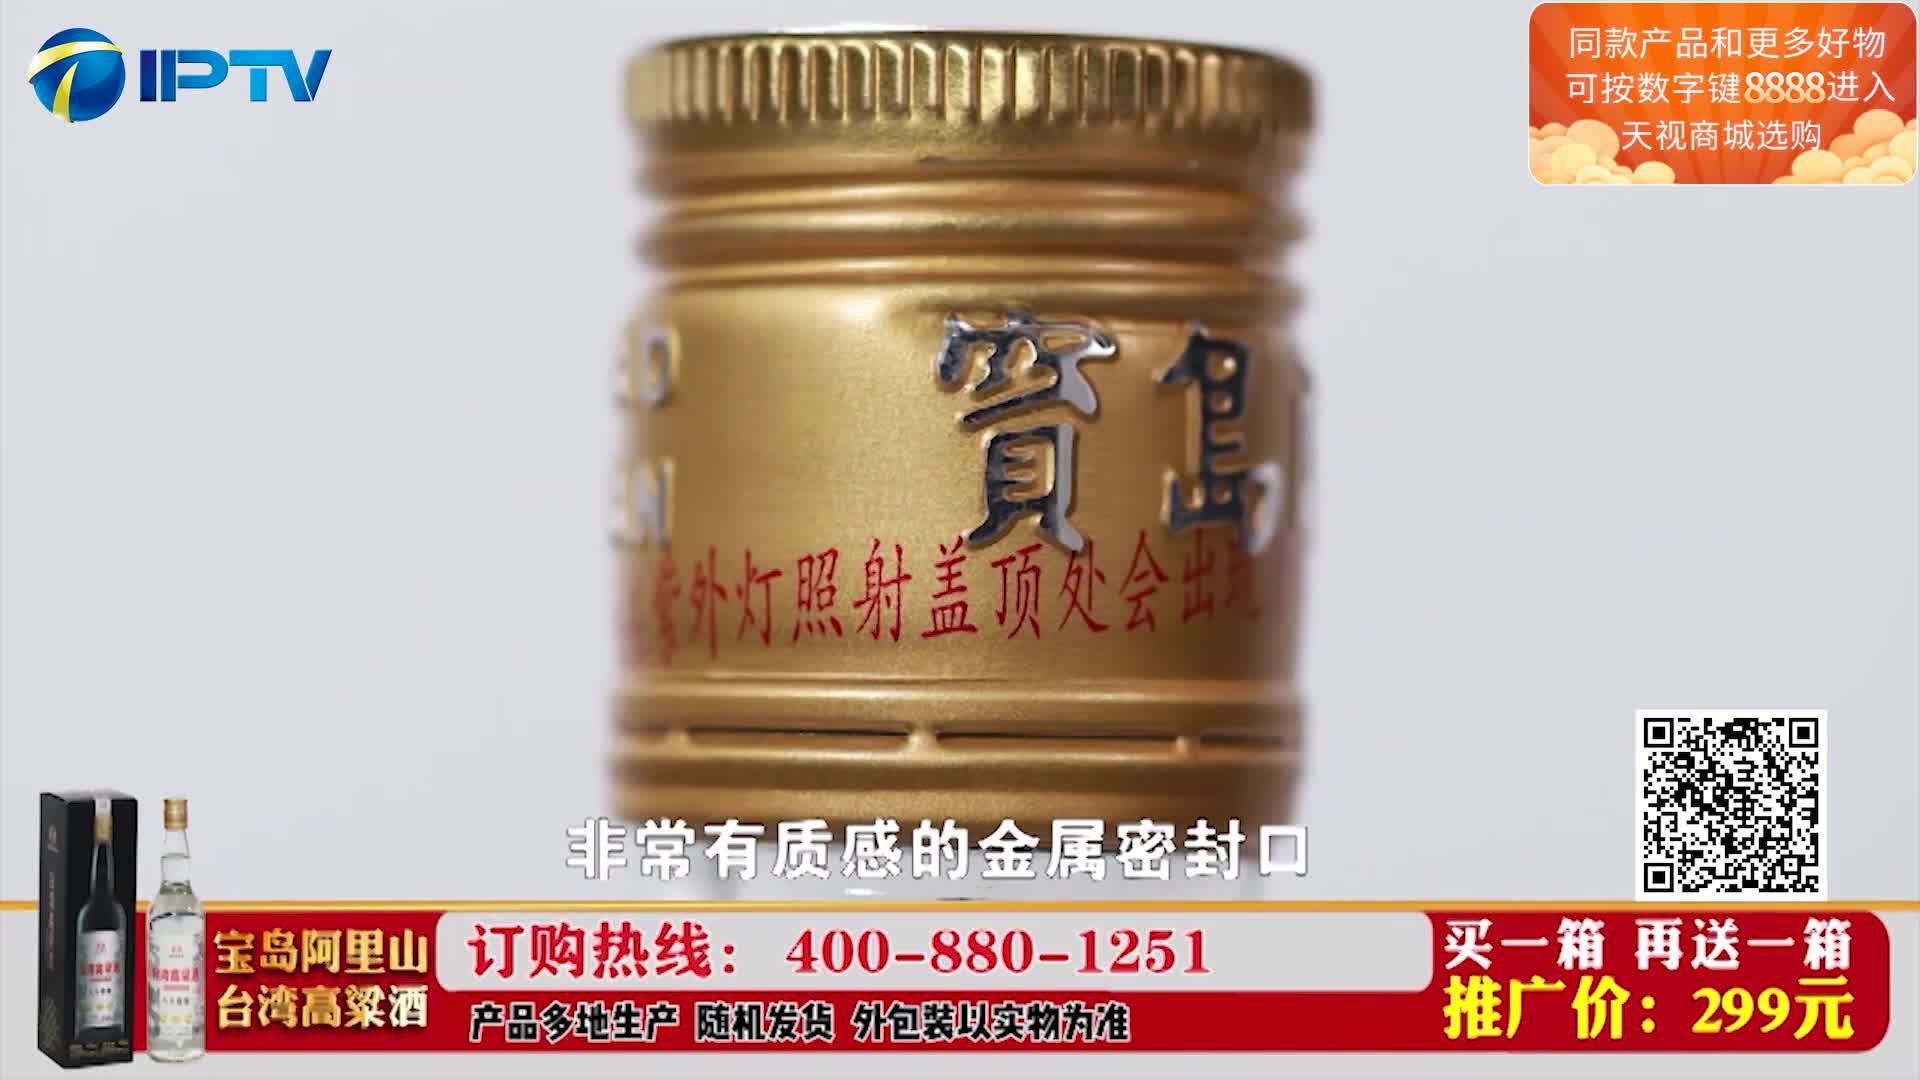 IPTV
同款产品和更多好物
可按数字键8888进入
天视商城选购
寳島
紫外灯照射盖顶处会出现
非常有质感的金属密封口
宝岛阿里山
台湾高粱酒
订购热线：400-880-1251
产品多地生产 随机发货 外包装以实物为准
买一箱 再送一箱
推广价：299元